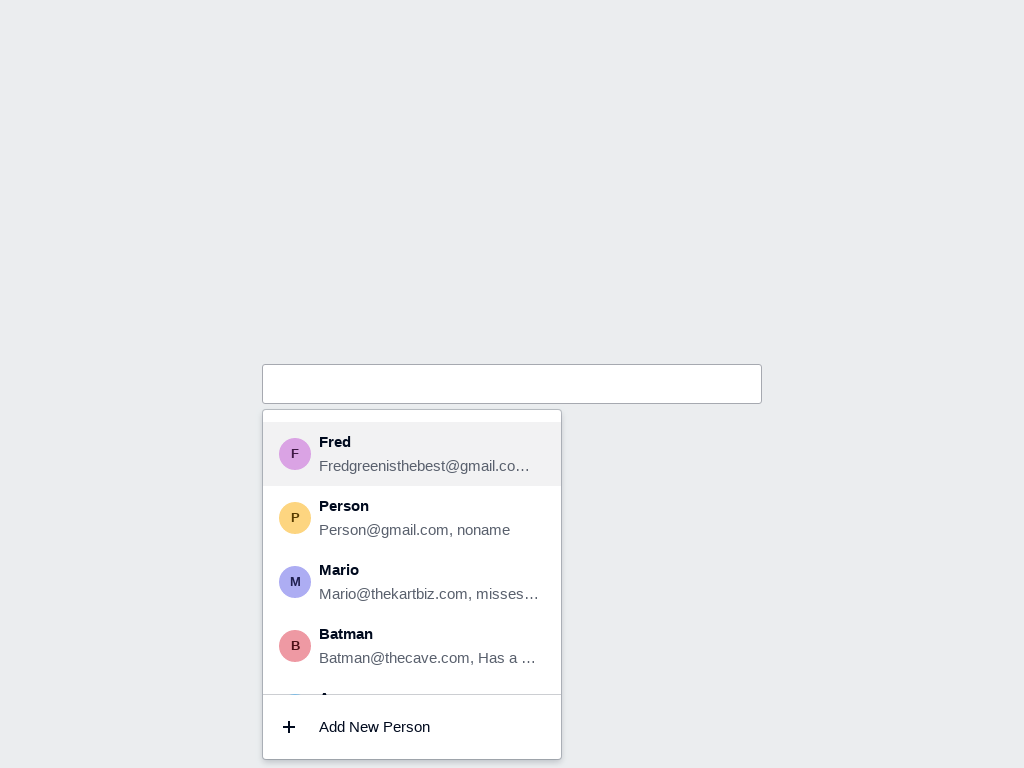 F
Fred
Fredgreenisthebest@gmail.co…
P
Person
Person@gmail.com, noname
M
Mario
Mario@thekartbiz.com, misses…
B
Batman
Batman@thecave.com, Has a …
Add New Person